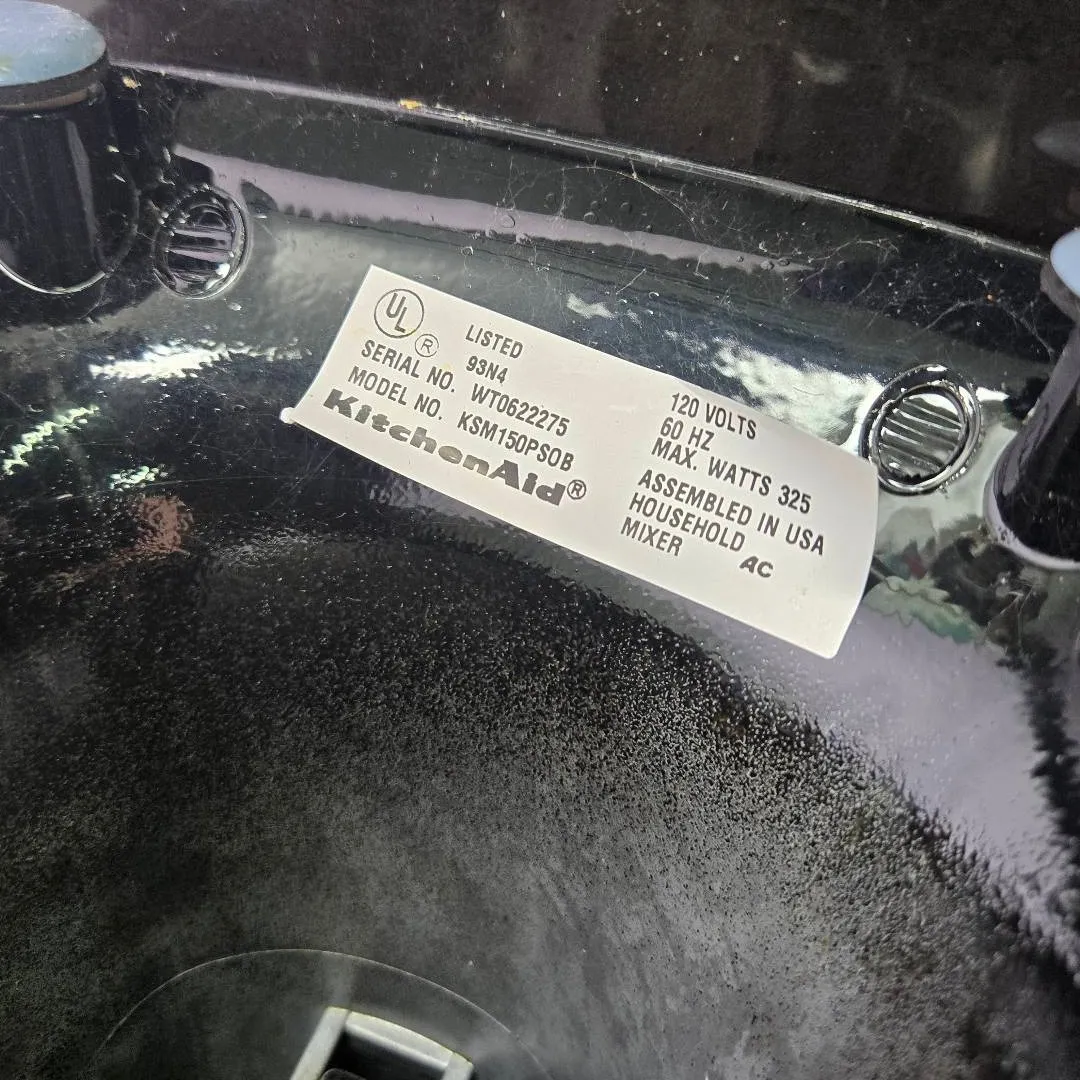 UL ® LISTED
93N4
SERIAL NO. WT0622275
MODEL NO. KSM150PSOB
KitchenAid®
120 VOLTS
60 HZ
MAX. WATTS 325
ASSEMBLED IN USA
HOUSEHOLD
MIXER
AC